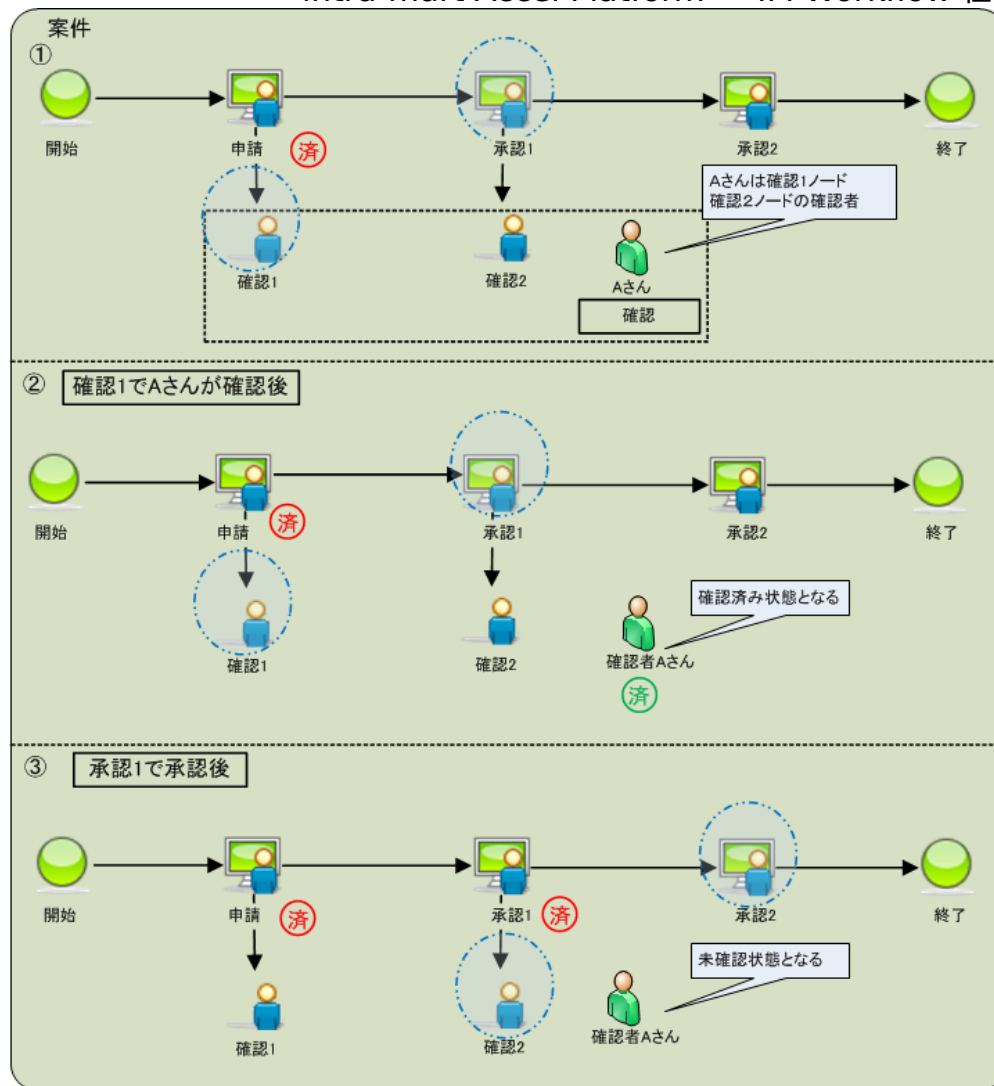 案件
①
開始
申請
済
承認1
承認2
終了
Aさんは確認1ノード
確認2ノードの確認者
確認1
確認2
Aさん
確認
② 確認1でAさんが確認後
開始
申請
済
承認1
承認2
終了
確認済み状態となる
確認1
確認2
確認者Aさん
済
③ 承認1で承認後
開始
申請
済
承認1
済
承認2
終了
未確認状態となる
確認1
確認2
確認者Aさん